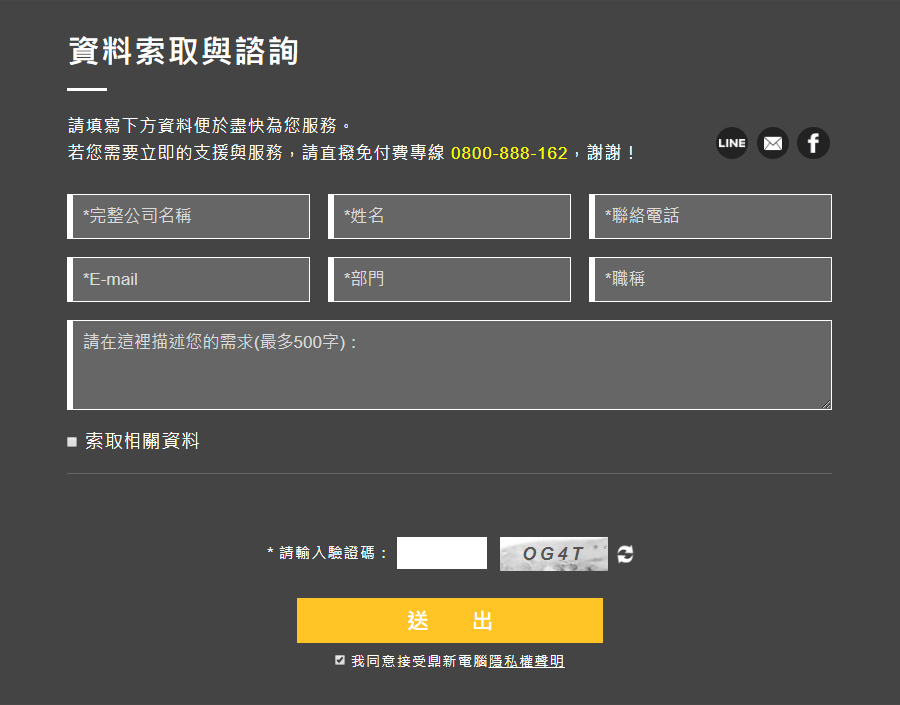 資料索取與諮詢
請填寫下方資料便於盡快為您服務。
若您需要立即的支援與服務，請直撥免付費專線 0800-888-162，謝謝！
LINE
*完整公司名稱 *姓名 *聯絡電話
*E-mail *部門 *職稱
請在這裡描述您的需求(最多500字)：
索取相關資料
* 請輸入驗證碼： OG4T
送 出
我同意接受鼎新電腦隱私權聲明